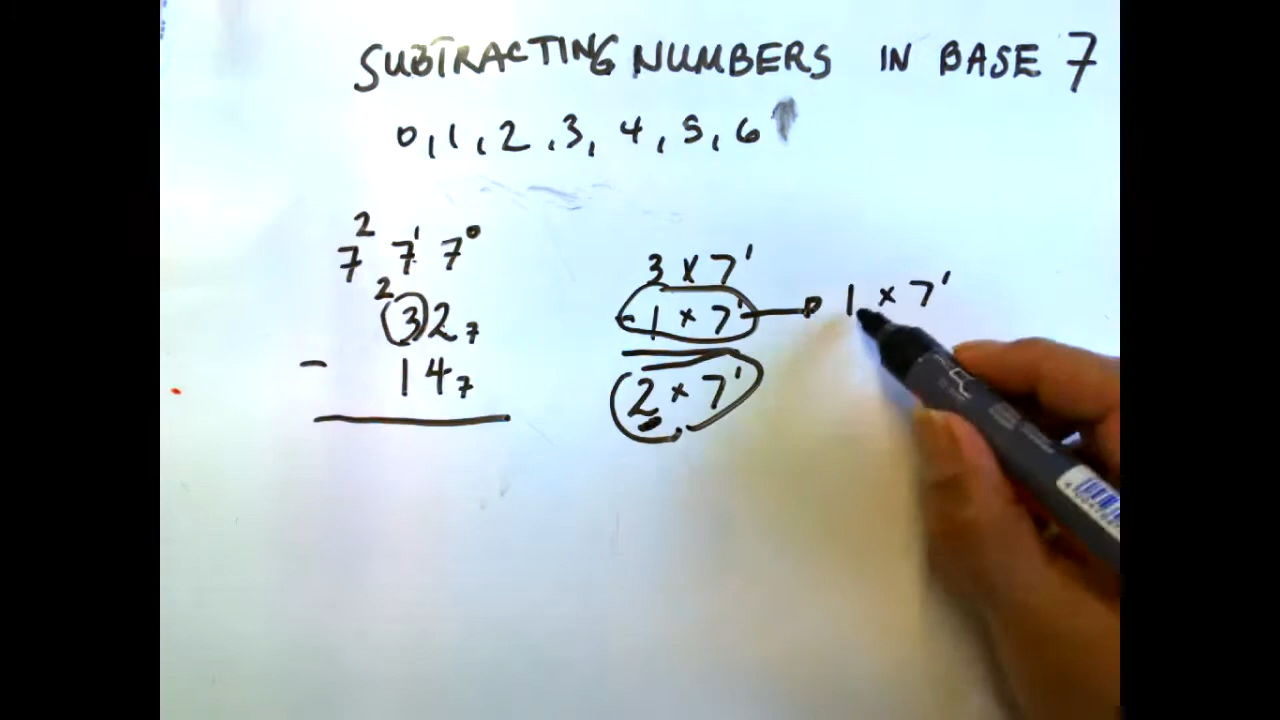 SUBTRACTING NUMBERS IN BASE 7
0, 1, 2, 3, 4, 5, 6
7² 7¹ 7⁰
2
32₇
- 14₇
3 × 7¹
- 1 × 7¹
2 × 7¹
1 × 7¹